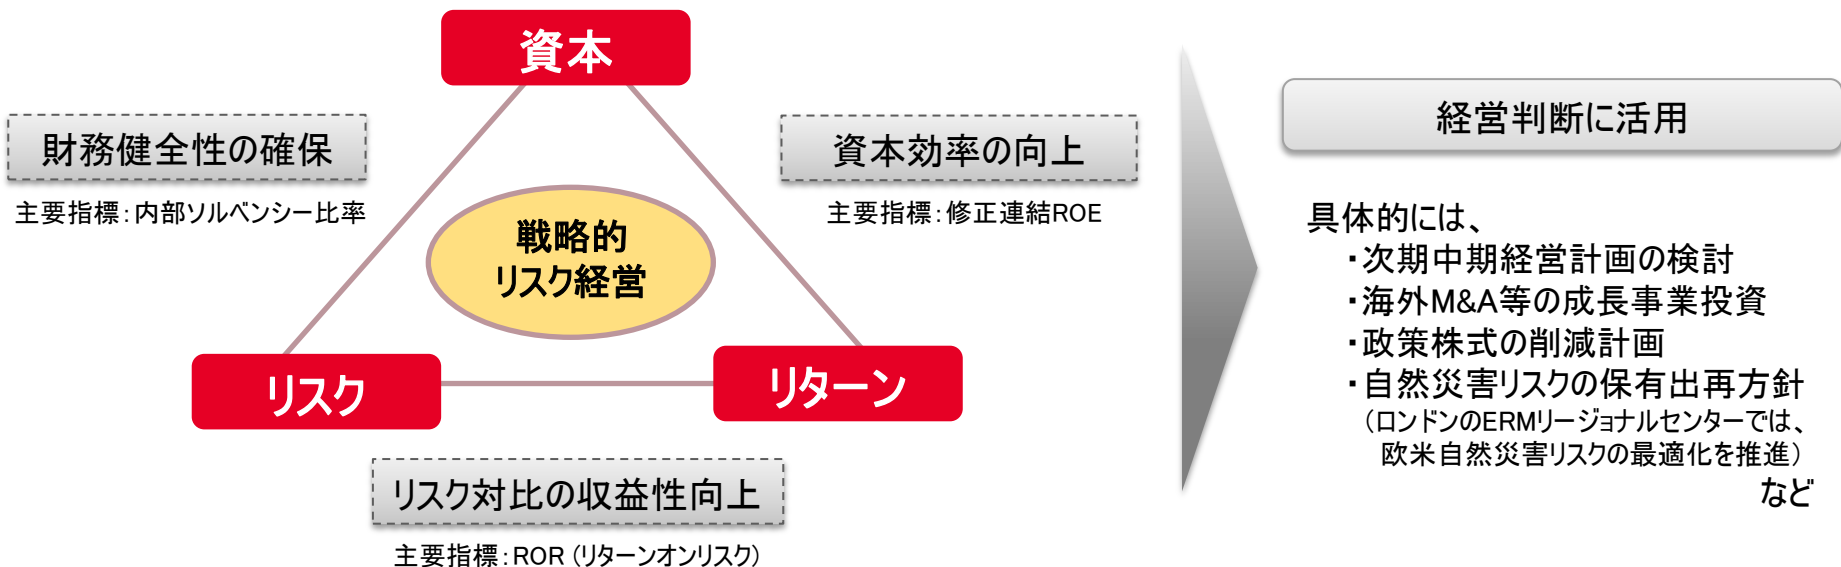 資本
財務健全性の確保
主要指標:内部ソルベンシー比率
資本効率の向上
主要指標:修正連結ROE
戦略的
リスク経営
リスク
リターン
リスク対比の収益性向上
主要指標:ROR (リターンオンリスク)
経営判断に活用
具体的には、
・次期中期経営計画の検討
・海外M&A等の成長事業投資
・政策株式の削減計画
・自然災害リスクの保有出再方針
(ロンドンのERMリージョナルセンターでは、
欧米自然災害リスクの最適化を推進)
など